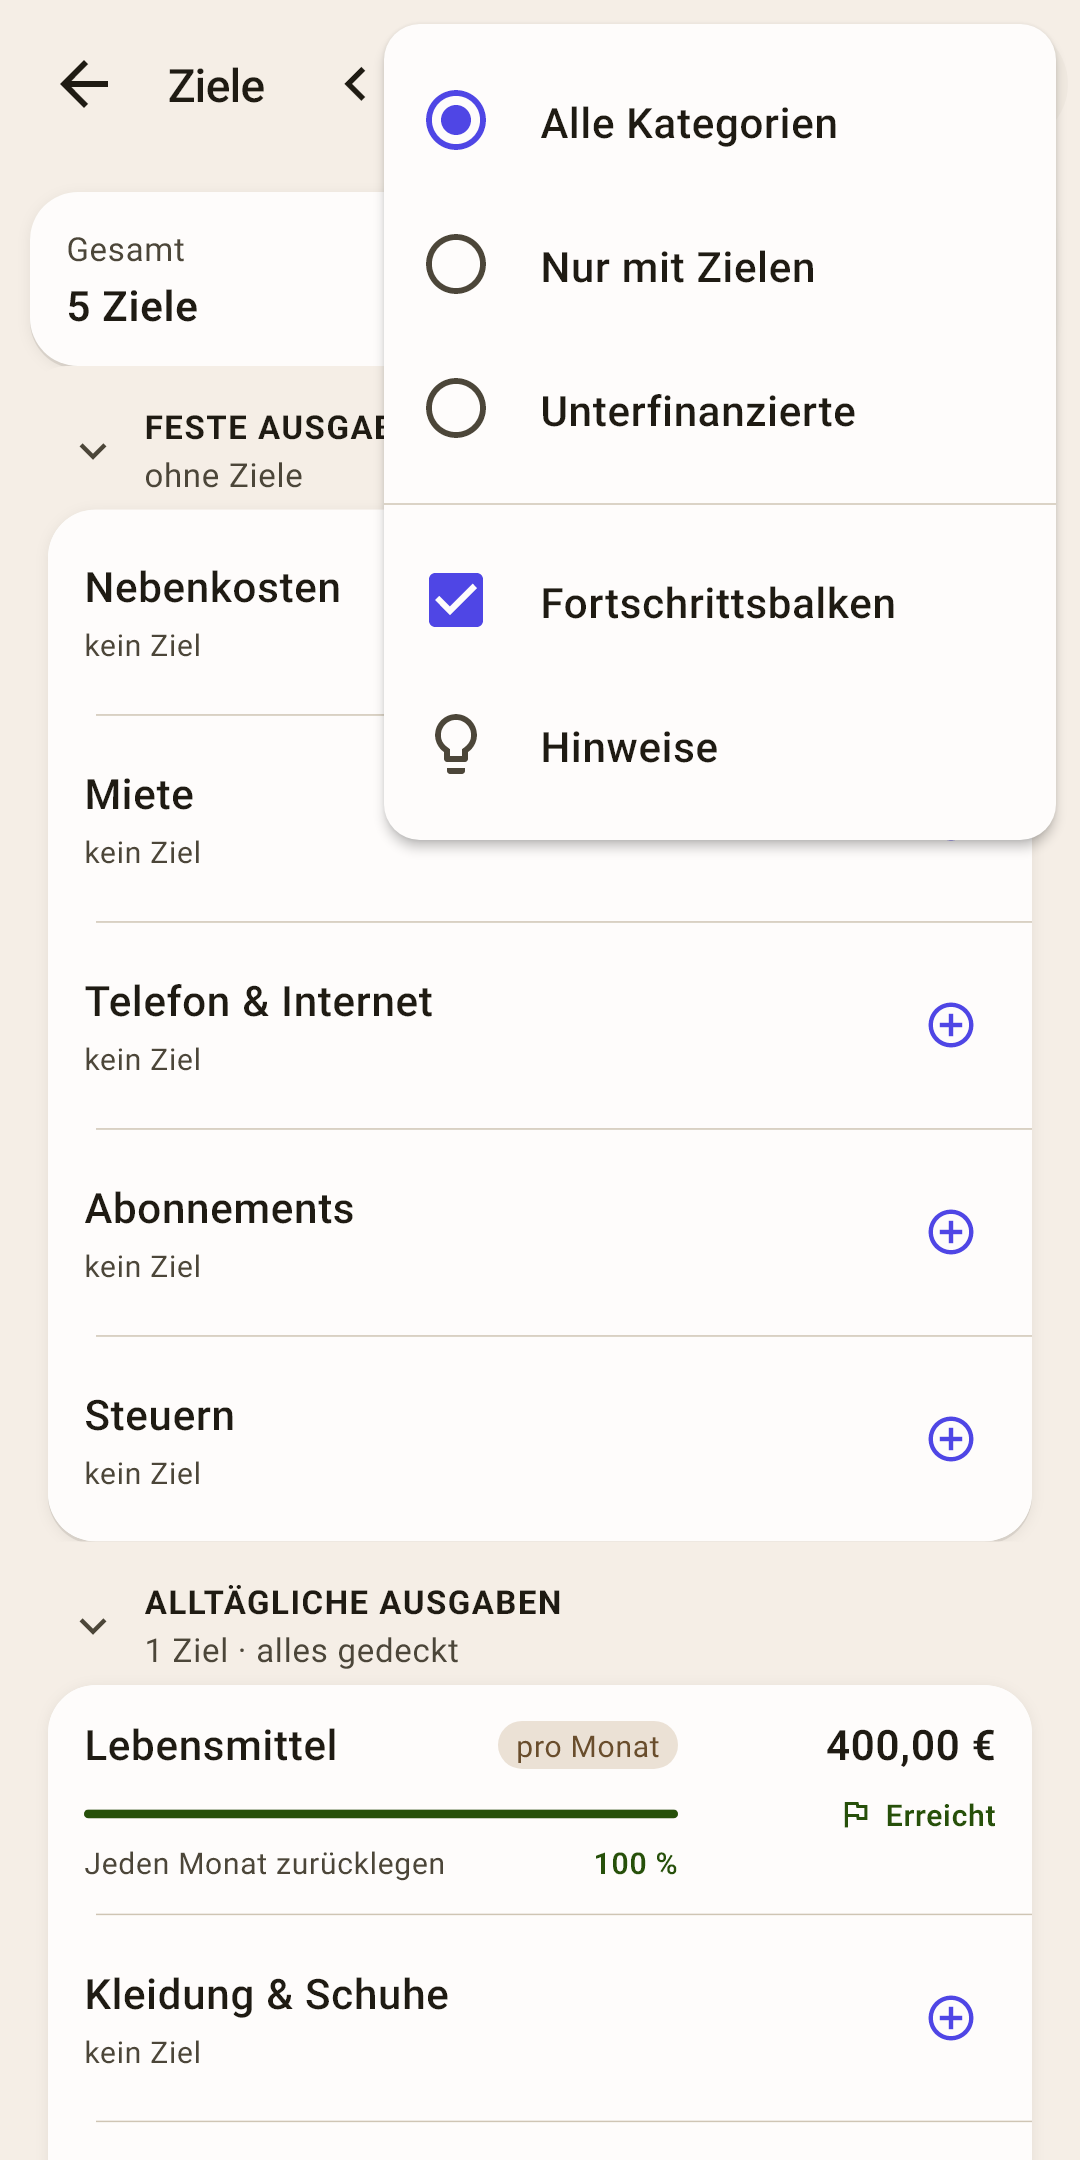 Ziele
Alle Kategorien
Nur mit Zielen
Unterfinanzierte
Fortschrittsbalken
Hinweise
Gesamt
5 Ziele
FESTE
ohne Ziele
Nebenkosten
kein Ziel
Miete
kein Ziel
Telefon & Internet
kein Ziel
Abonnements
kein Ziel
Steuern
kein Ziel
ALLTÄGLICHE AUSGABEN
1 Ziel · alles gedeckt
Lebensmittel pro Monat 400,00 €
Erreicht
Jeden Monat zurücklegen 100 %
Kleidung & Schuhe
kein Ziel